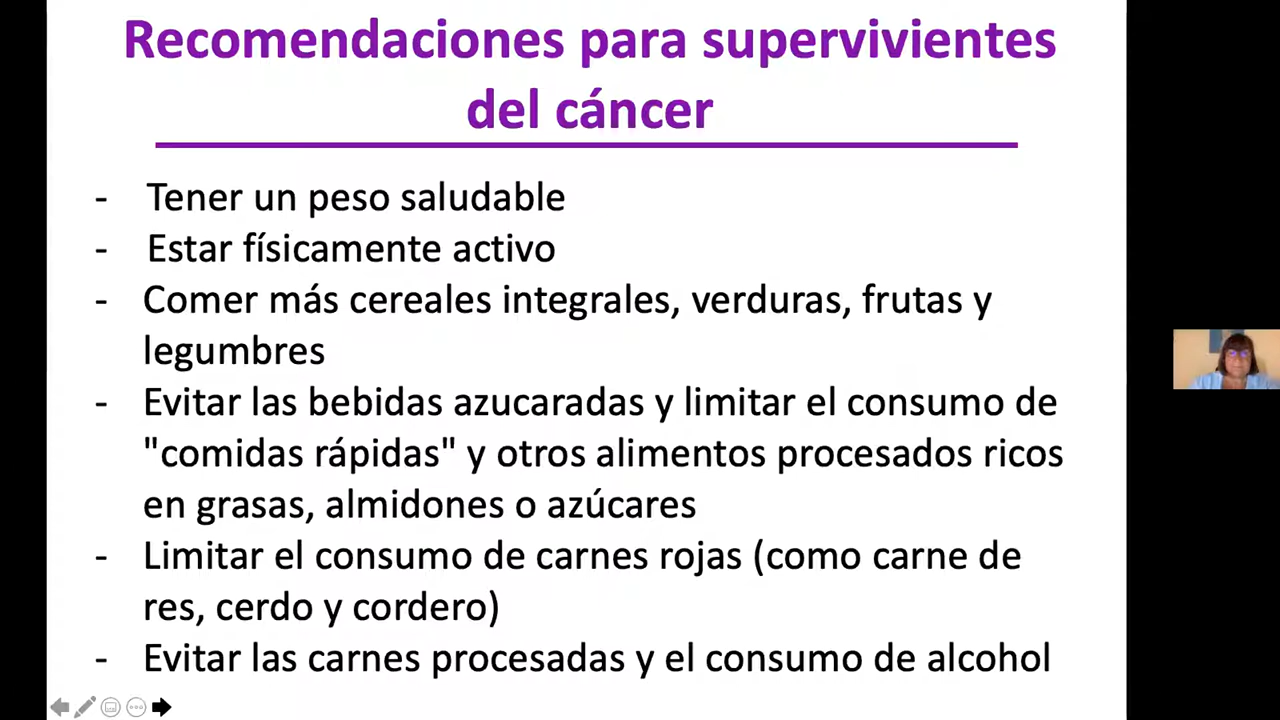 Recomendaciones para supervivientes
del cáncer
- Tener un peso saludable
- Estar físicamente activo
- Comer más cereales integrales, verduras, frutas y
legumbres
- Evitar las bebidas azucaradas y limitar el consumo de
"comidas rápidas" y otros alimentos procesados ricos
en grasas, almidones o azúcares
- Limitar el consumo de carnes rojas (como carne de
res, cerdo y cordero)
- Evitar las carnes procesadas y el consumo de alcohol